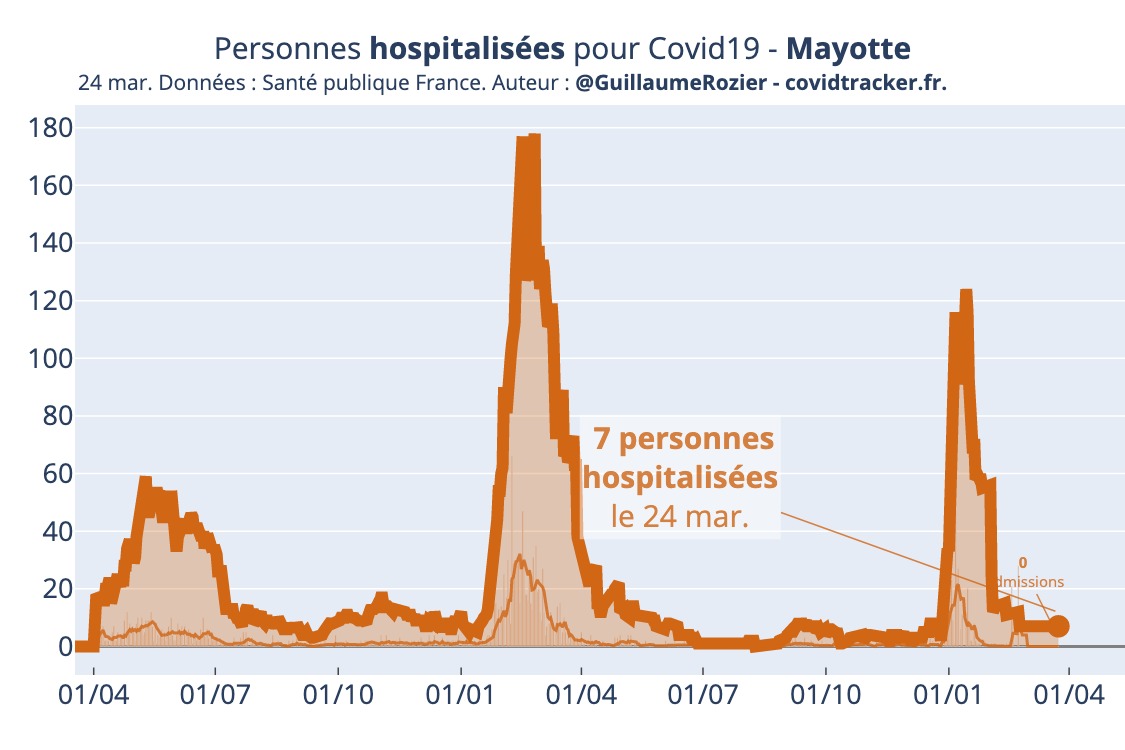 Personnes hospitalisées pour Covid19 - Mayotte
24 mar. Données : Santé publique France. Auteur : @GuillaumeRozier - covidtracker.fr.
180
160
140
120
100
80
60
40
20
0
7 personnes
hospitalisées
le 24 mar.
0
dmissions
01/04 01/07 01/10 01/01 01/04 01/07 01/10 01/01 01/04